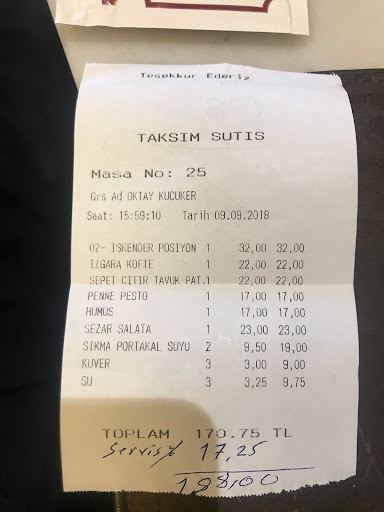 Tesekkur Ederiz
TAKSIM SUTIS
Masa No: 25
Grs Ad OKTAY KUCUKER
Saat: 15:59:10 Tarih 09.09.2018
02- ISKENDER POSIYON 1 32,00 32,00
IZGARA KOFTE 1 22,00 22,00
SEPET CITIR TAVUK PAT.1 22,00 22,00
PENNE PESTO 1 17,00 17,00
HUMUS 1 17,00 17,00
SEZAR SALATA 1 23,00 23,00
SIKMA PORTAKAL SUYU 2 9,50 19,00
KUVER 3 3,00 9,00
SU 3 3,25 9,75
TOPLAM 170.75 TL
Servis% 17,25
188,00